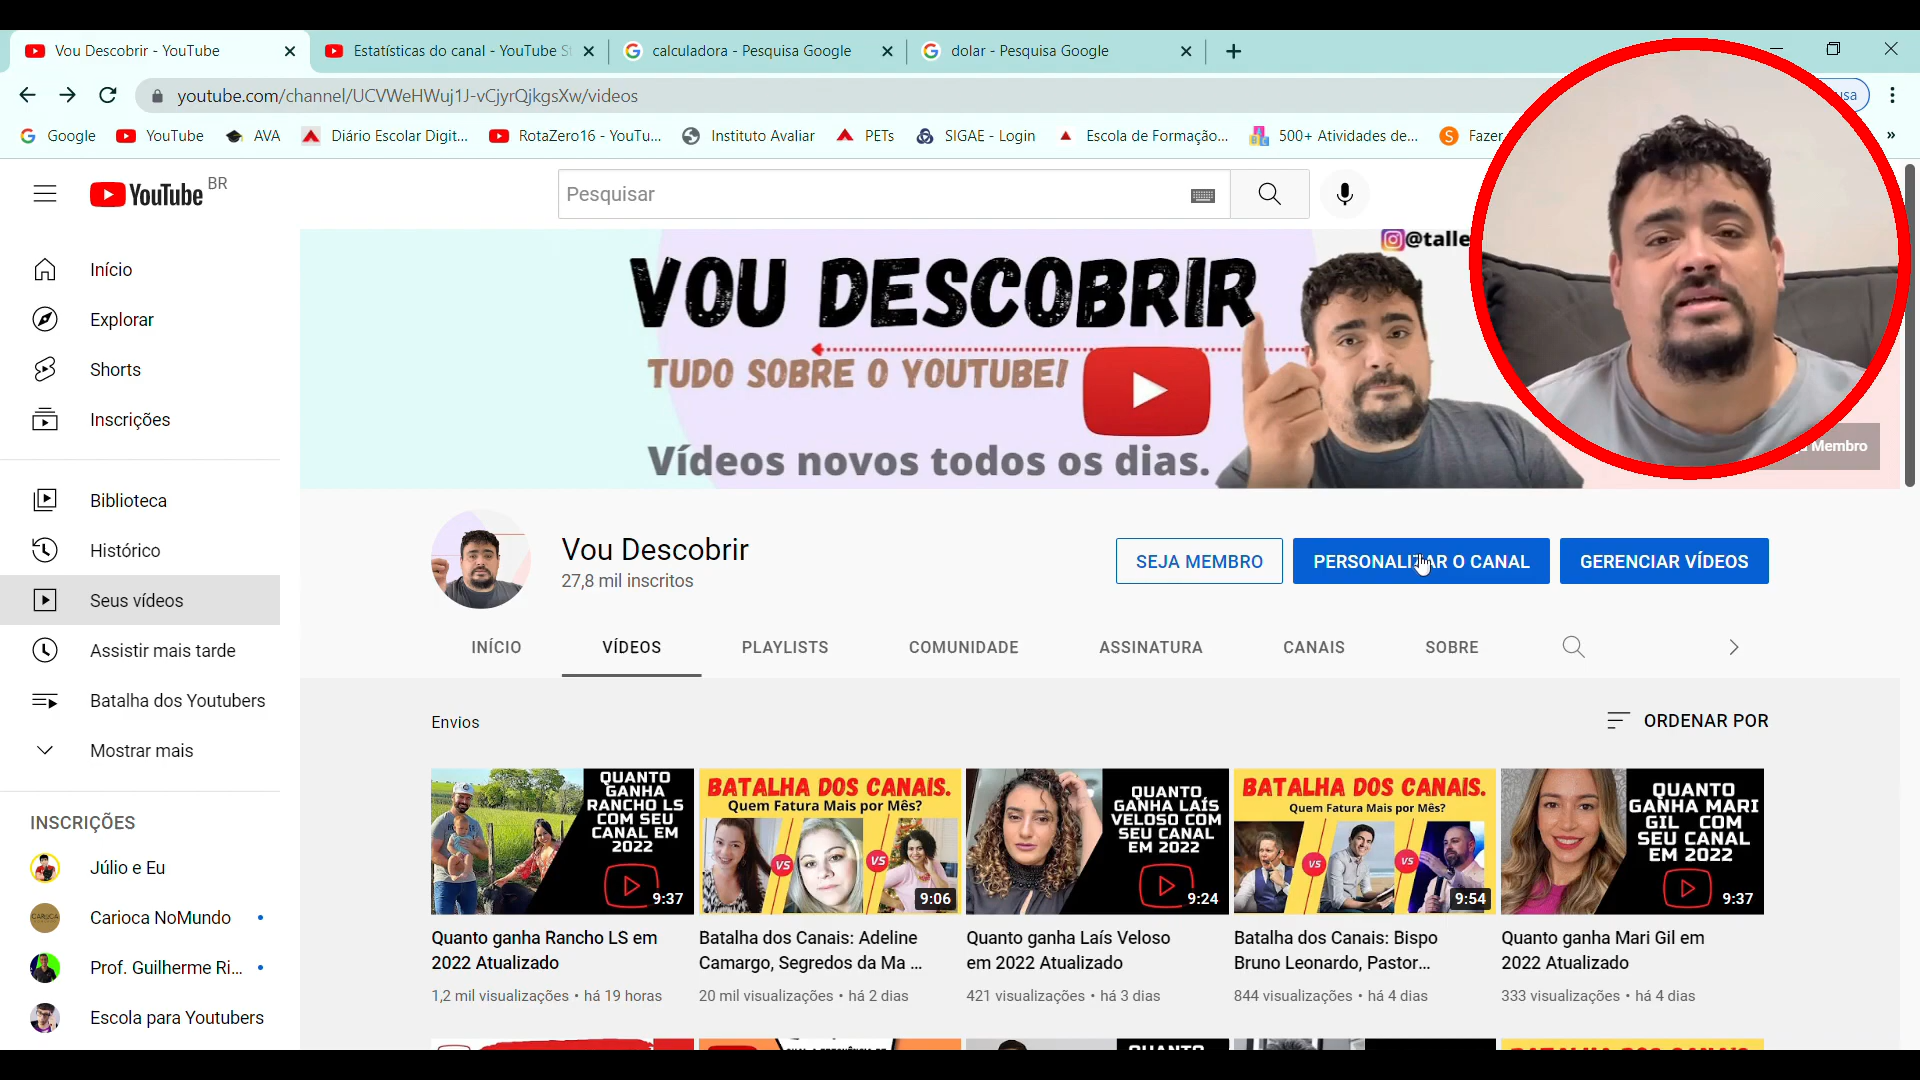 Vou Descobrir - YouTube
Estatísticas do canal - YouTube S
calculadora - Pesquisa Google
dolar - Pesquisa Google
youtube.com/channel/UCVWeHWuj1J-vCjyrQjkgsXw/videos
Google
YouTube
AVA
Diário Escolar Digit...
RotaZero16 - YouTu...
Instituto Avaliar
PETs
SIGAE - Login
Escola de Formação...
500+ Atividades de...
Fazer
YouTube BR
Pesquisar
Início
Explorar
Shorts
Inscrições
Biblioteca
Histórico
Seus vídeos
Assistir mais tarde
Batalha dos Youtubers
Mostrar mais
INSCRIÇÕES
Júlio e Eu
CARIOCA
Carioca NoMundo
Prof. Guilherme Ri...
Escola para Youtubers
@talle
VOU DESCOBRIR
TUDO SOBRE O YOUTUBE!
Vídeos novos todos os dias.
Membro
Vou Descobrir
27,8 mil inscritos
SEJA MEMBRO
PERSONALIZAR O CANAL
GERENCIAR VÍDEOS
INÍCIO
VÍDEOS
PLAYLISTS
COMUNIDADE
ASSINATURA
CANAIS
SOBRE
Envios
ORDENAR POR
QUANTO
GANHA
RANCHO LS
COM SEU
CANAL EM
2022
9:37
Quanto ganha Rancho LS em
2022 Atualizado
1,2 mil visualizações • há 19 horas
BATALHA DOS CANAIS.
Quem Fatura Mais por Mês?
VS
VS
9:06
Batalha dos Canais: Adeline
Camargo, Segredos da Ma ...
20 mil visualizações • há 2 dias
QUANTO
GANHA LAÍS
VELOSO COM
SEU CANAL
EM 2022
9:24
Quanto ganha Laís Veloso
em 2022 Atualizado
421 visualizações • há 3 dias
BATALHA DOS CANAIS.
Quem Fatura Mais por Mês?
VS
VS
9:54
Batalha dos Canais: Bispo
Bruno Leonardo, Pastor...
844 visualizações • há 4 dias
QUANTO
GANHA MARI
GIL COM
SEU CANAL
EM 2022
9:37
Quanto ganha Mari Gil em
2022 Atualizado
333 visualizações • há 4 dias
QUANTO
BATALHA DOS CANAIS